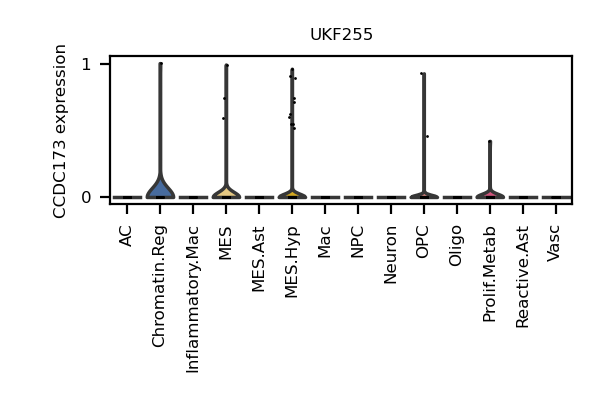 UKF255
CCDC173 expression
1
0
AC
Chromatin.Reg
Inflammatory.Mac
MES
MES.Ast
MES.Hyp
Mac
NPC
Neuron
OPC
Oligo
Prolif.Metab
Reactive.Ast
Vasc